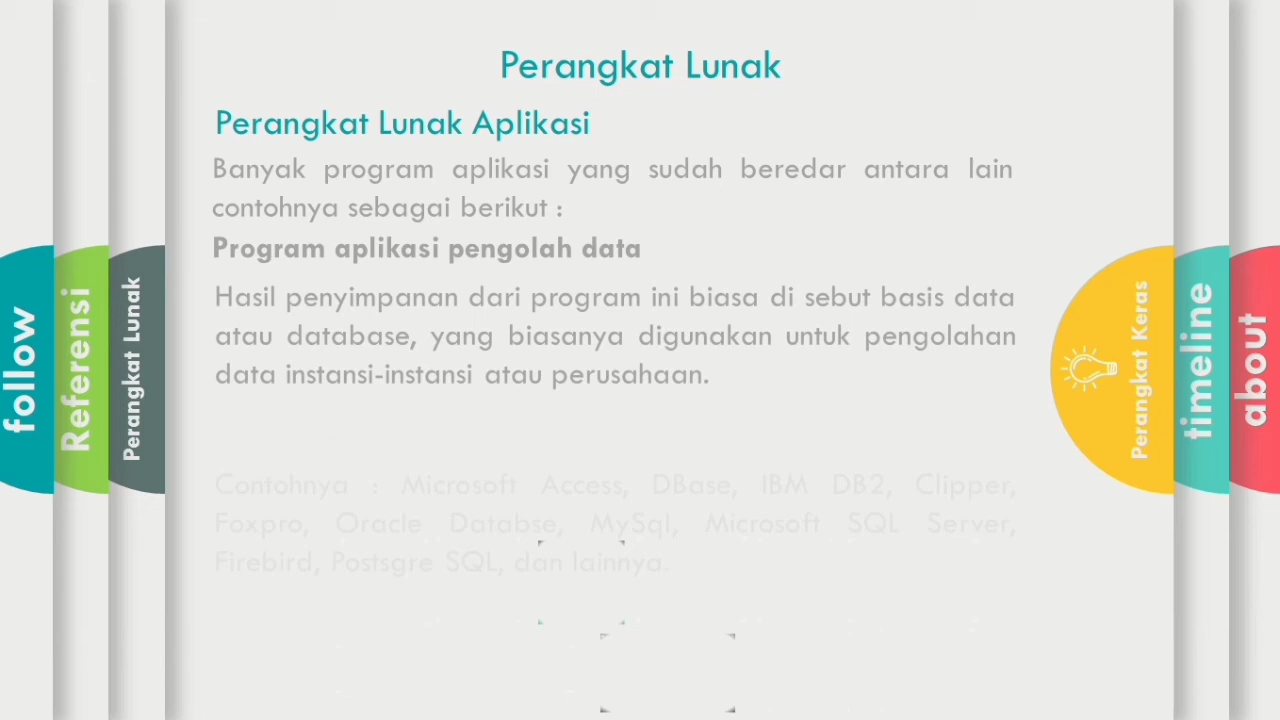 Perangkat Lunak
Perangkat Lunak Aplikasi
Banyak program aplikasi yang sudah beredar antara lain
contohnya sebagai berikut :
Program aplikasi pengolah data
Hasil penyimpanan dari program ini biasa di sebut basis data
atau database, yang biasanya digunakan untuk pengolahan
data instansi-instansi atau perusahaan.
Contohnya : Microsoft Access, DBase, IBM DB2, Clipper,
Foxpro, Oracle Databse, MySql, Microsoft SQL Server,
Firebird, Postsgre SQL, dan lainnya.
follow
Referensi
Perangkat Lunak
Perangkat Keras
timeline
about